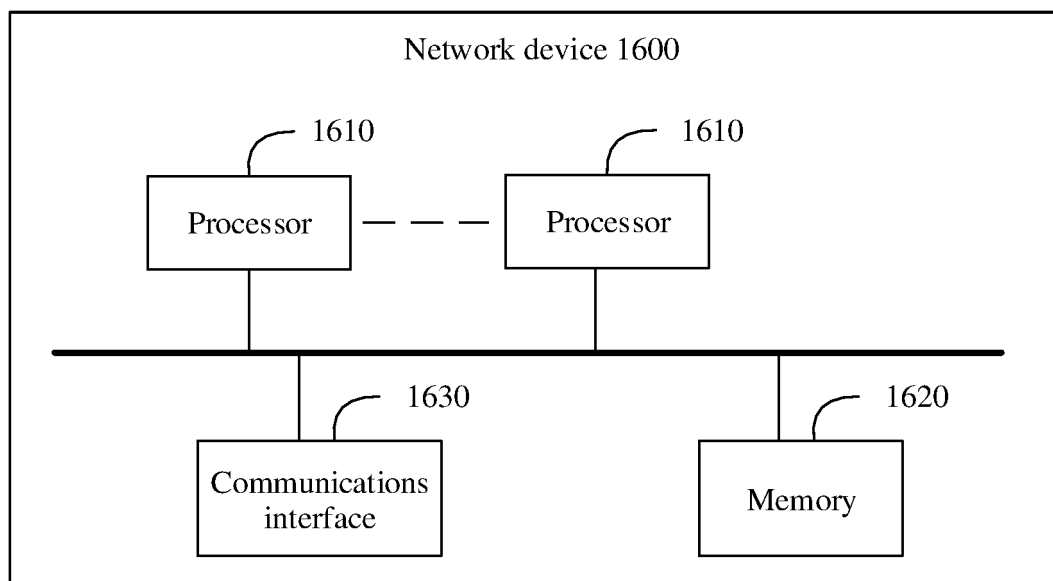 Network device 1600
1610
1610
Processor
Processor
1630
1620
Communications
interface
Memory